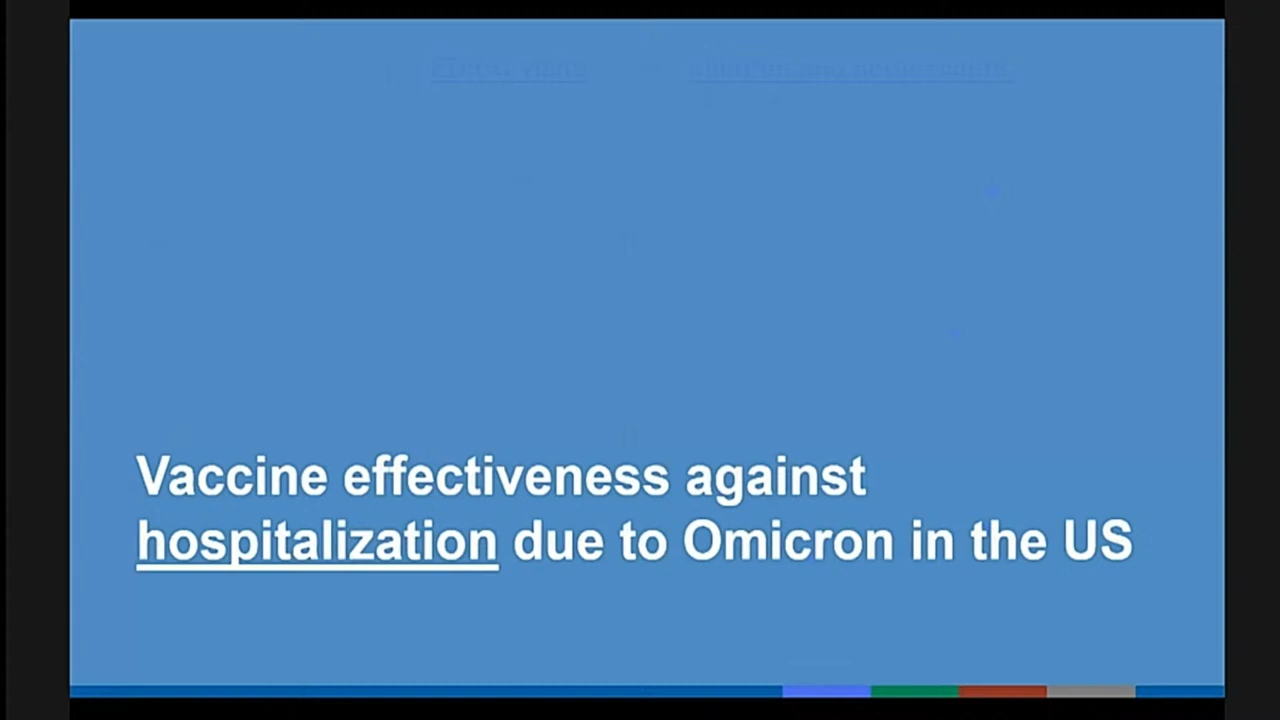 Vaccine effectiveness against
hospitalization due to Omicron in the US